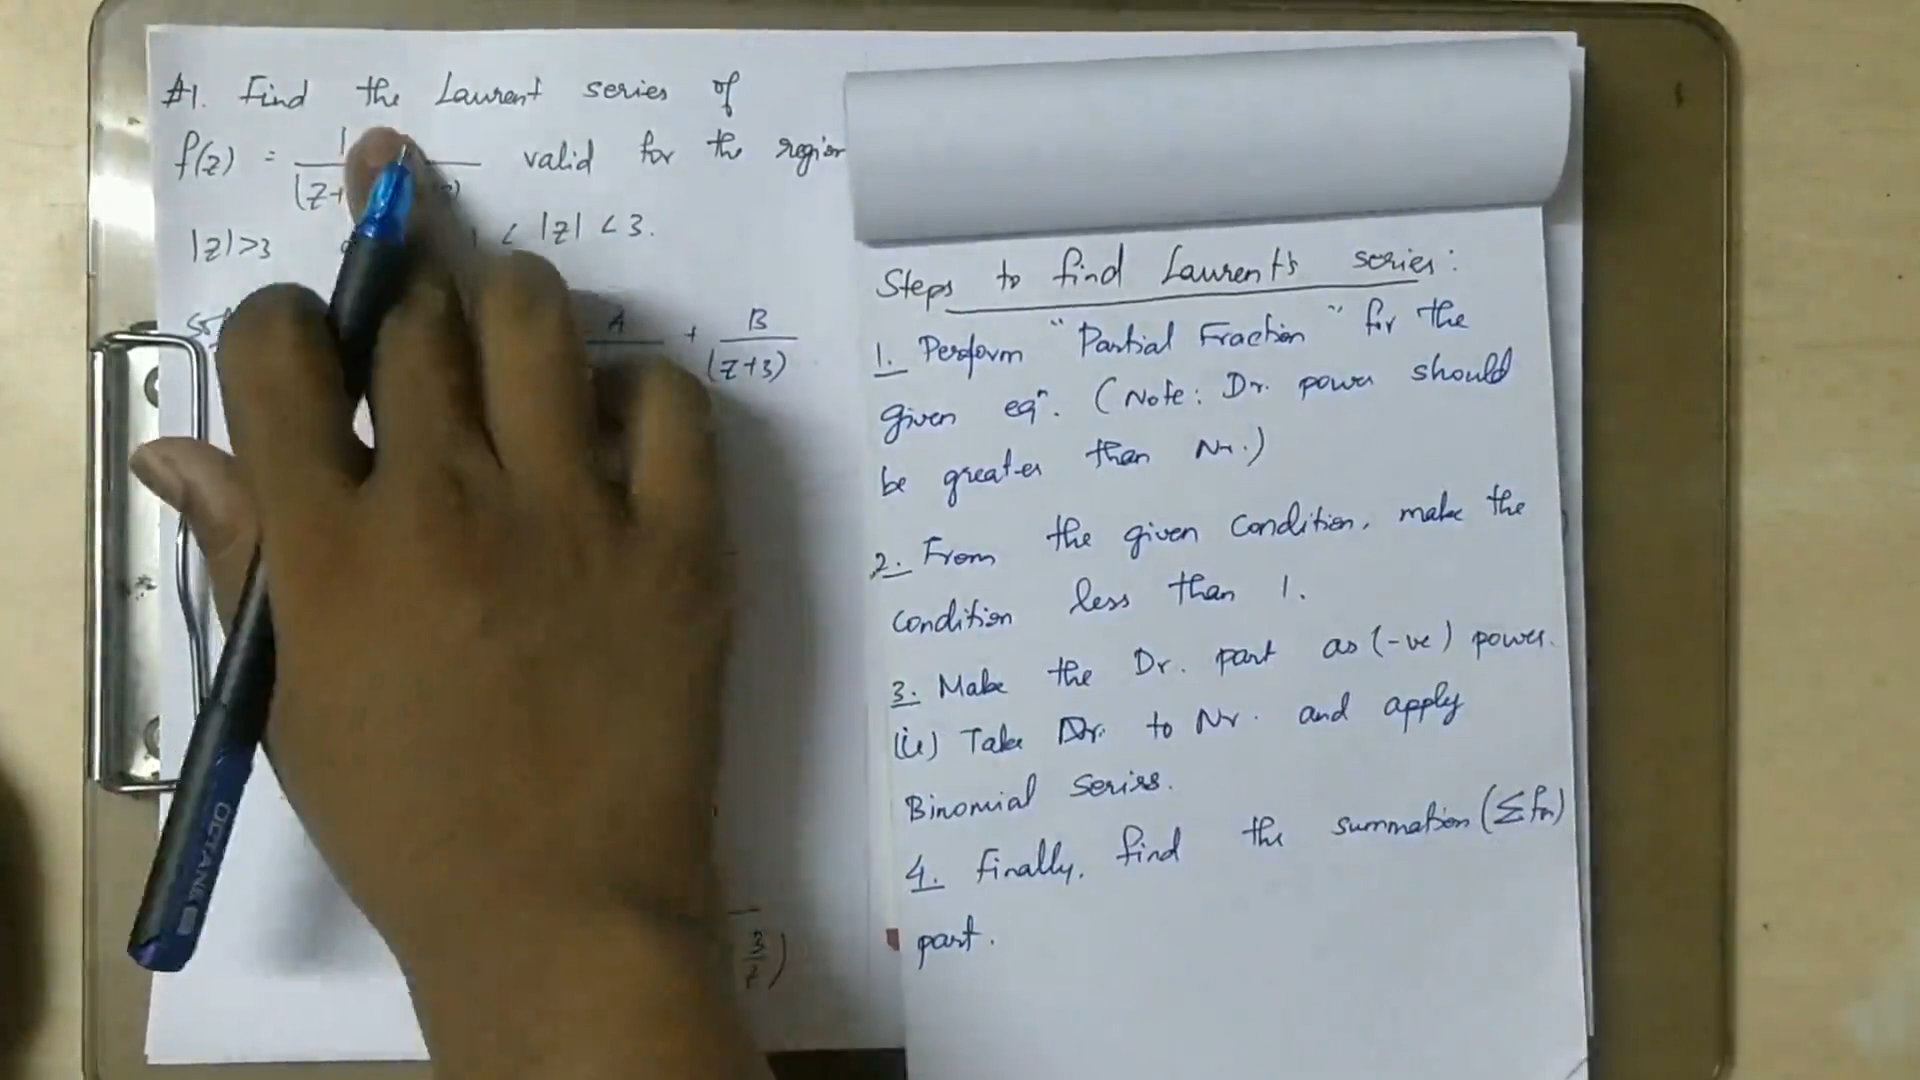 #1. Find the Laurent series of
f(z) = 1 valid for the region
(z+
|z|>3 1 < |z| < 3.
A + B
(z+3)
3
z )
Steps to find Laurent's series:
1. Perform "Partial Fraction" for the
given eqn. (Note: Dr. power should
be greater than Nr.)
2. From the given condition, make the
condition less than 1.
3. Make the Dr. part as (-ve) power.
(ie) Take Dr. to Nr. and apply
Binomial series.
4. Finally, find the summation (Σ fn)
part.
OCTANE